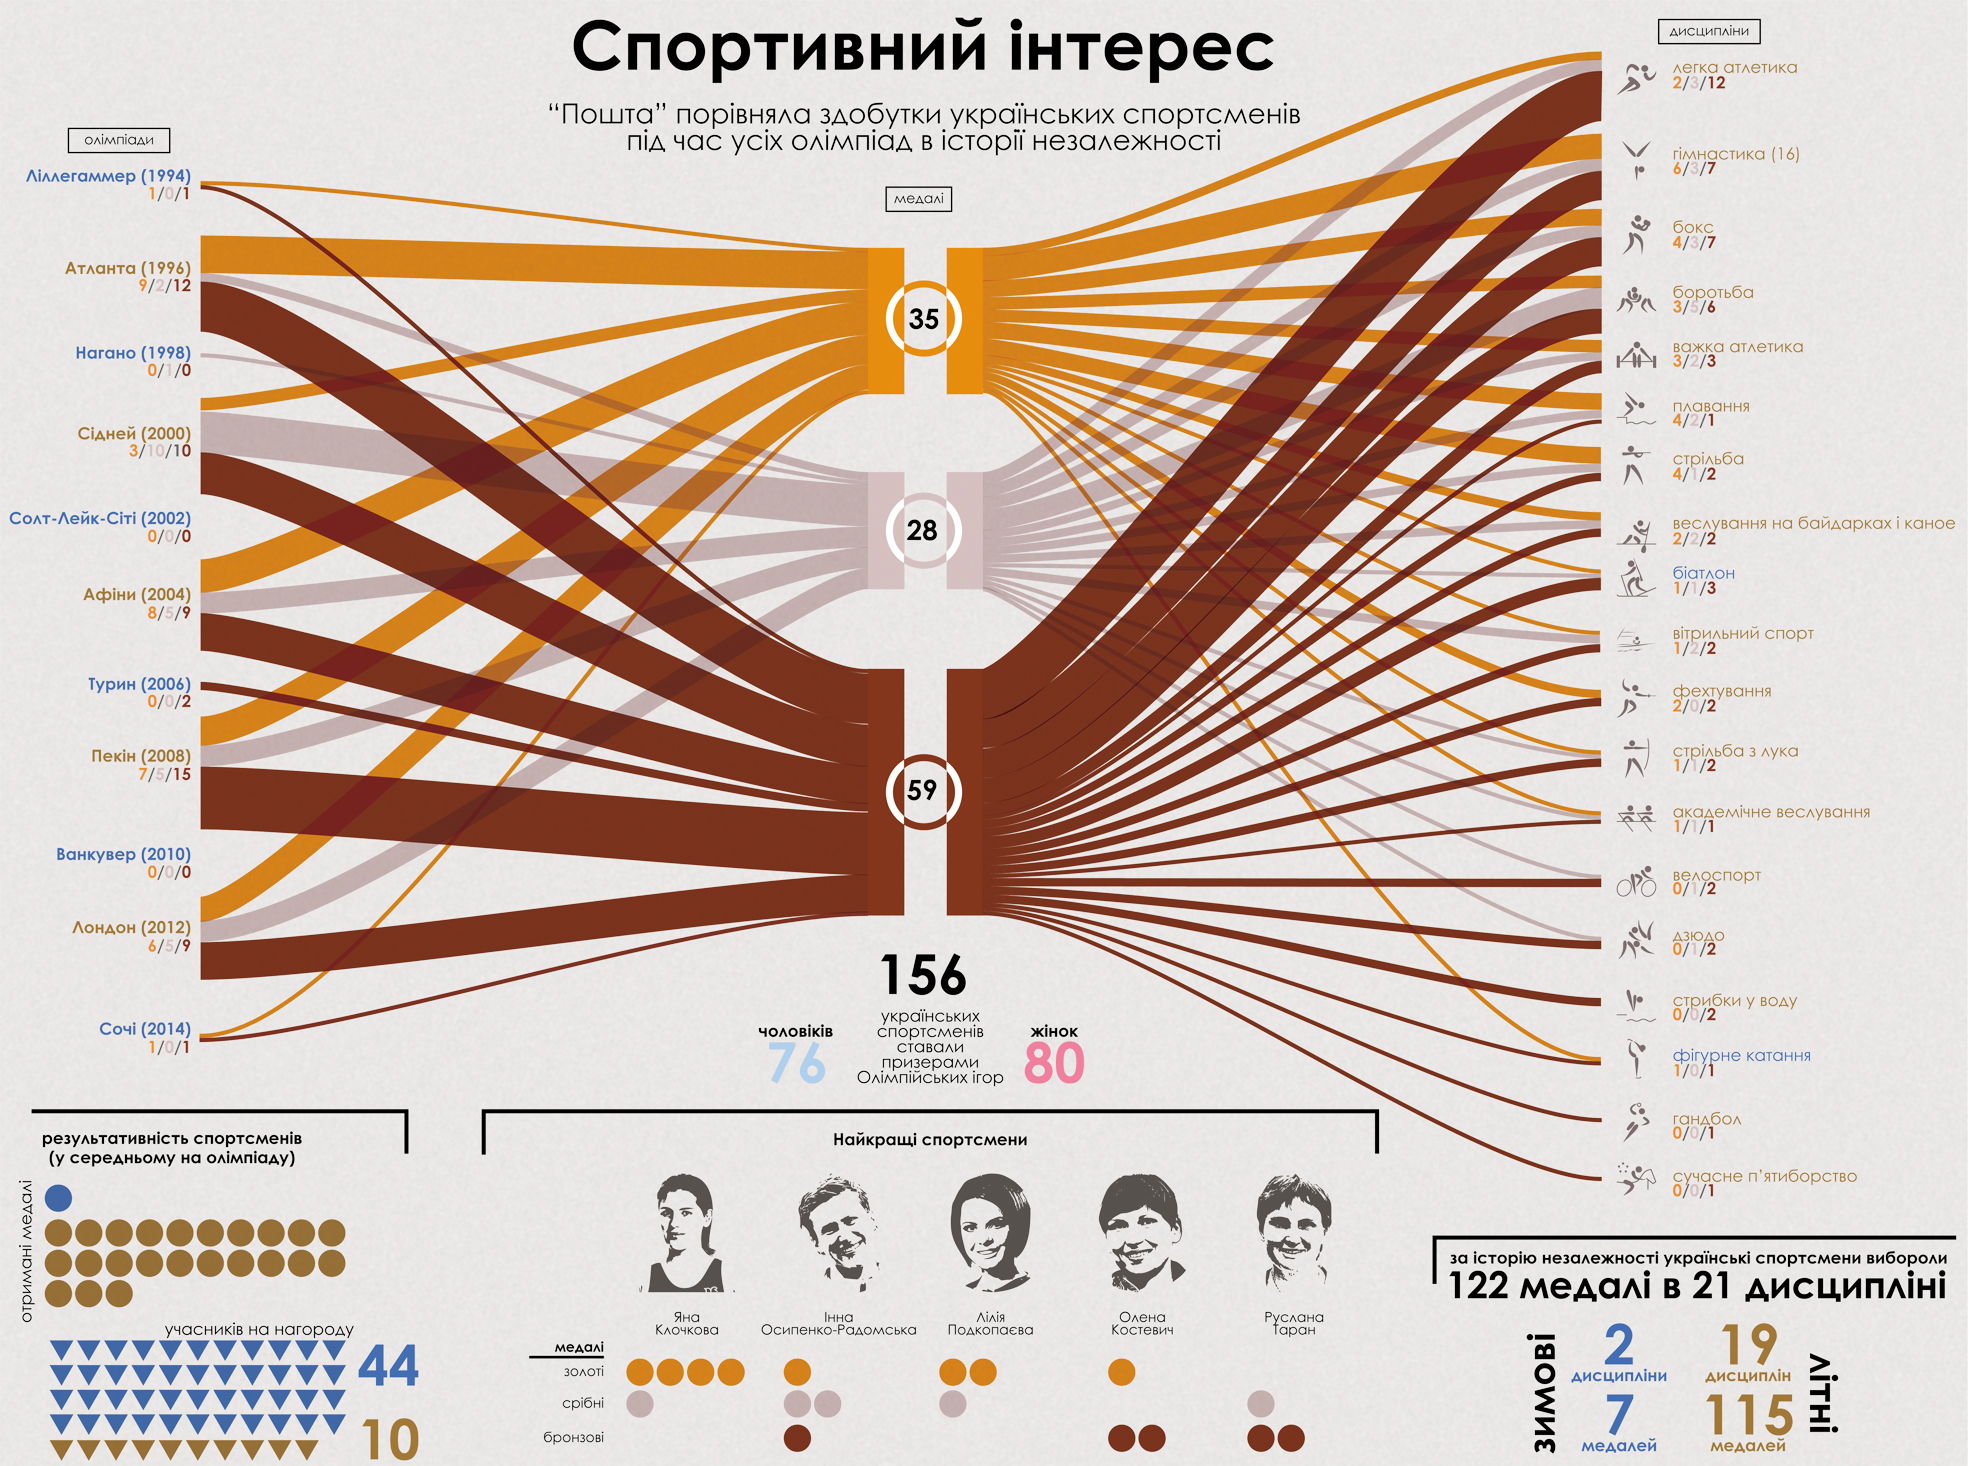 Спортивний інтерес
“Пошта” порівняла здобутки українських спортсменів
під час усіх олімпіад в історії незалежності
олімпіади
Ліллегаммер (1994)
1/0/1
Атланта (1996)
9/2/12
Нагано (1998)
0/1/0
Сідней (2000)
3/10/10
Солт-Лейк-Сіті (2002)
0/0/0
Афіни (2004)
8/5/9
Турин (2006)
0/0/2
Пекін (2008)
7/5/15
Ванкувер (2010)
0/0/0
Лондон (2012)
6/5/9
Сочі (2014)
1/0/1
медалі
35
28
59
дисципліни
легка атлетика
2/3/12
гімнастика (16)
6/3/7
бокс
4/3/7
боротьба
3/5/6
важка атлетика
3/2/3
плавання
4/2/1
стрільба
4/1/2
веслування на байдарках і каное
2/2/2
біатлон
1/1/3
вітрильний спорт
1/2/2
фехтування
2/0/2
стрільба з лука
1/1/2
академічне веслування
1/1/1
велоспорт
0/1/2
дзюдо
0/1/2
стрибки у воду
0/0/2
фігурне катання
1/0/1
гандбол
0/0/1
сучасне п’ятиборство
0/0/1
156
українських
спортсменів
ставали
призерами
Олімпійських ігор
чоловіків
76
жінок
80
результативність спортсменів
(у середньому на олімпіаду)
отримані медалі
учасників на нагороду
44
10
Найкращі спортсмени
Яна
Клочкова
Інна
Осипенко-Радомська
Лілія
Подкопаєва
Олена
Костевич
Руслана
Таран
медалі
золоті
срібні
бронзові
за історію незалежності українські спортсмени вибороли
122 медалі в 21 дисципліні
зимові
2
дисципліни
7
медалей
19
дисциплін
115
медалей
літні